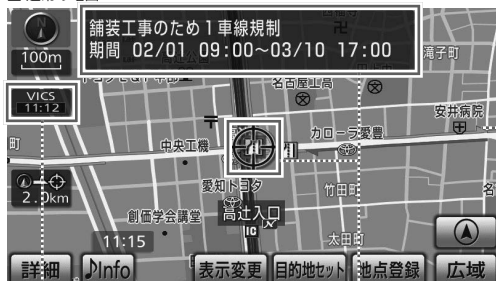 舗装工事のため１車線規制
期間 02/01 09:00～03/10 17:00
100m
滝子町
名古屋工高
VICS
11:12
安井病院
町
中央工機
カローラ愛豊
2.0km
愛知トヨタ
竹田町
創価学会講堂
高辻入口
IC
太田町
11:15
詳細
♪Info
表示変更
目的地セット
地点登録
広域